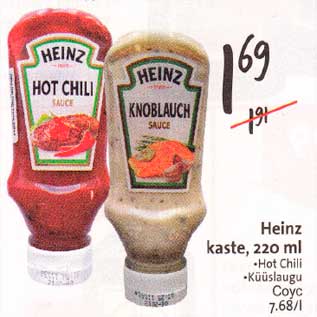 HEINZ
HOT CHILI
SAUCE
HEINZ
KNOBLAUCH
SAUCE
1 69
1,91
Heinz
kaste, 220 ml
•Hot Chili
•Küüslaugu
Coyc
7.68/l